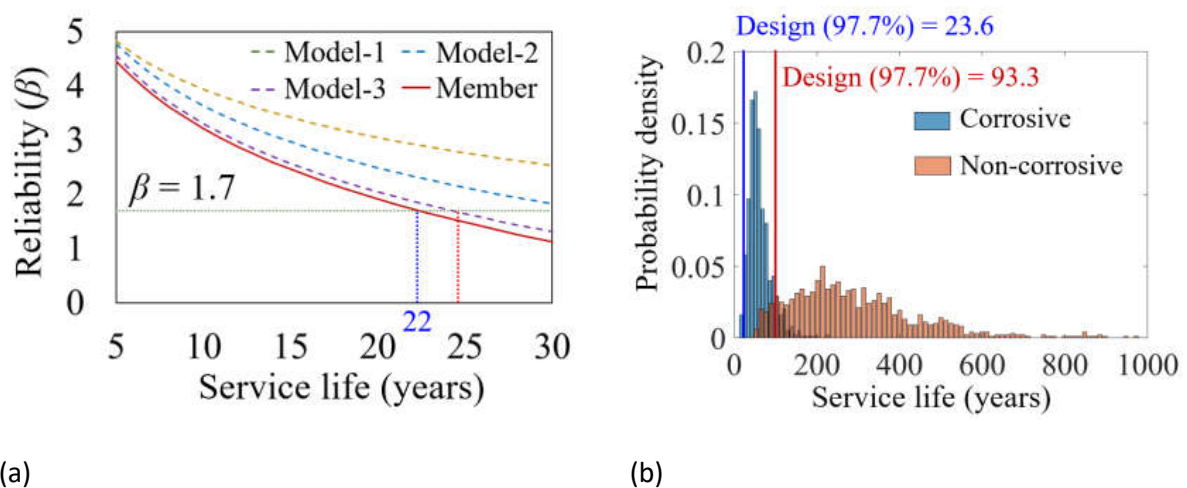 5
4
3
2
1
0
Reliability (β)
Model-1 Model-2
Model-3 Member
β = 1.7
22
5 10 15 20 25 30
Service life (years)
(a)
Design (97.7%) = 23.6
Design (97.7%) = 93.3
0.2
0.15
0.1
0.05
0
Probability density
Corrosive
Non-corrosive
0 200 400 600 800 1000
Service life (years)
(b)